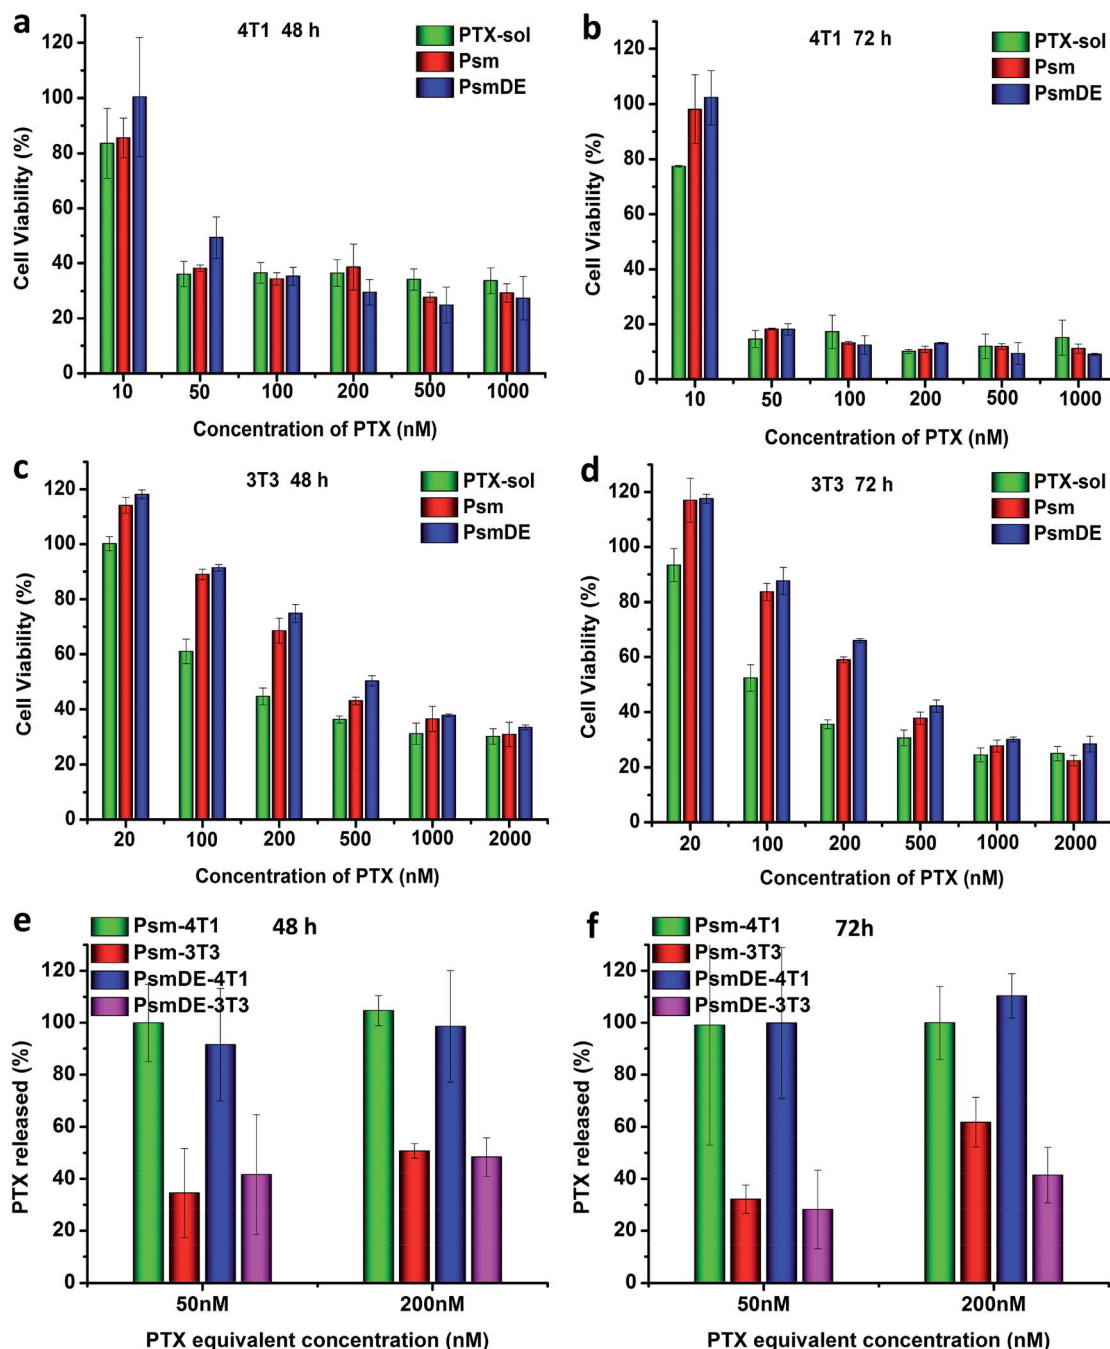 a
4T1 48 h
PTX-sol
Psm
PsmDE
Cell Viability (%)
120
100
80
60
40
20
0
10 50 100 200 500 1000
Concentration of PTX (nM)
b
4T1 72 h
PTX-sol
Psm
PsmDE
Cell Viability (%)
120
100
80
60
40
20
0
10 50 100 200 500 1000
Concentration of PTX (nM)
c
3T3 48 h
PTX-sol
Psm
PsmDE
Cell Viability (%)
120
100
80
60
40
20
0
20 100 200 500 1000 2000
Concentration of PTX (nM)
d
3T3 72 h
PTX-sol
Psm
PsmDE
Cell Viability (%)
120
100
80
60
40
20
0
20 100 200 500 1000 2000
Concentration of PTX (nM)
e
48 h
Psm-4T1
Psm-3T3
PsmDE-4T1
PsmDE-3T3
PTX released (%)
120
100
80
60
40
20
0
50nM 200nM
PTX equivalent concentration (nM)
f
72h
Psm-4T1
Psm-3T3
PsmDE-4T1
PsmDE-3T3
PTX released (%)
120
100
80
60
40
20
0
50nM 200nM
PTX equivalent concentration (nM)